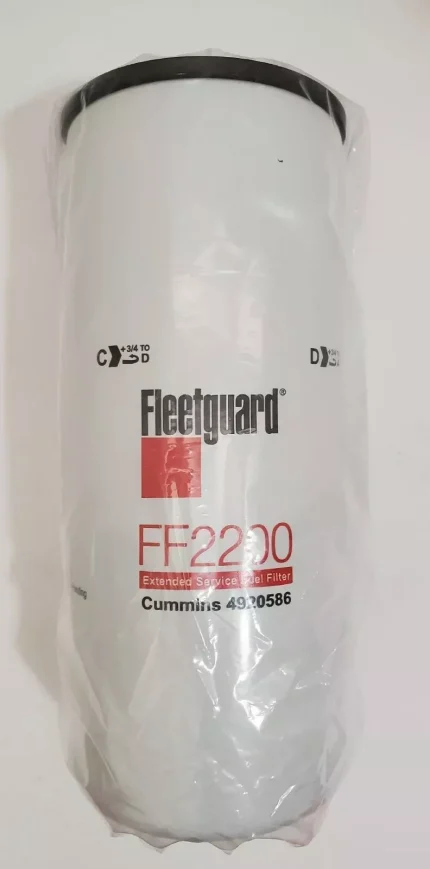 +3/4 TO
C D
D
Fleetguard®
FF2200
Extended Service Fuel Filter
Cummins 4920586